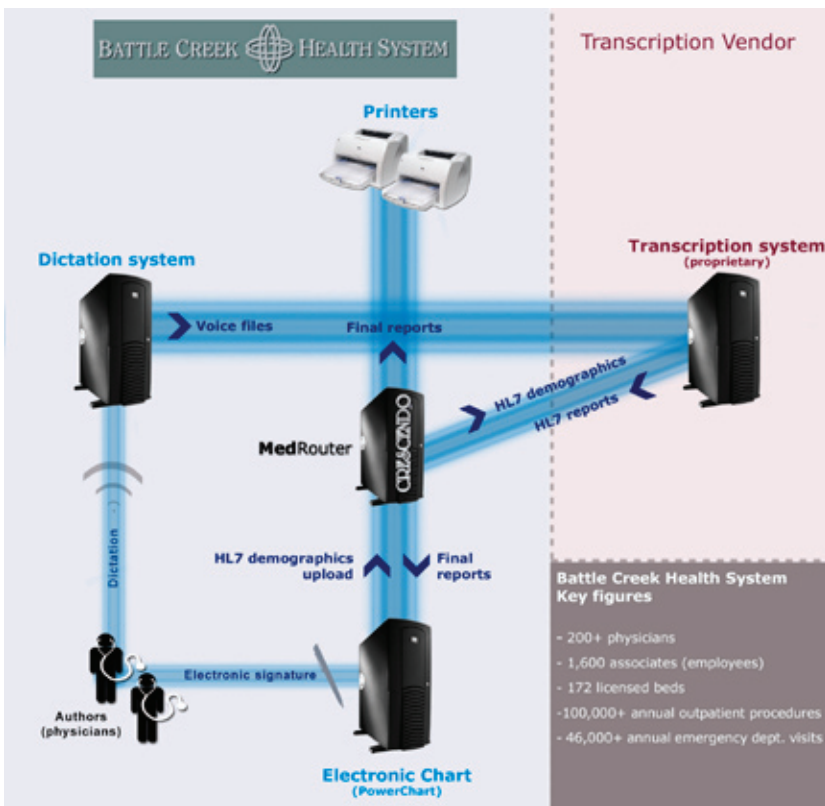 BATTLE CREEK HEALTH SYSTEM
Transcription Vendor
Printers
Dictation system
Transcription system
(proprietary)
Voice files
Final reports
HL7 demographics
HL7 reports
MedRouter
CRESCENDO
Dictation
HL7 demographics
upload
Final
reports
Battle Creek Health System
Key figures
- 200+ physicians
- 1,600 associates (employees)
- 172 licensed beds
-100,000+ annual outpatient procedures
- 46,000+ annual emergency dept. visits
Electronic signature
Authors
(physicians)
Electronic Chart
(PowerChart)